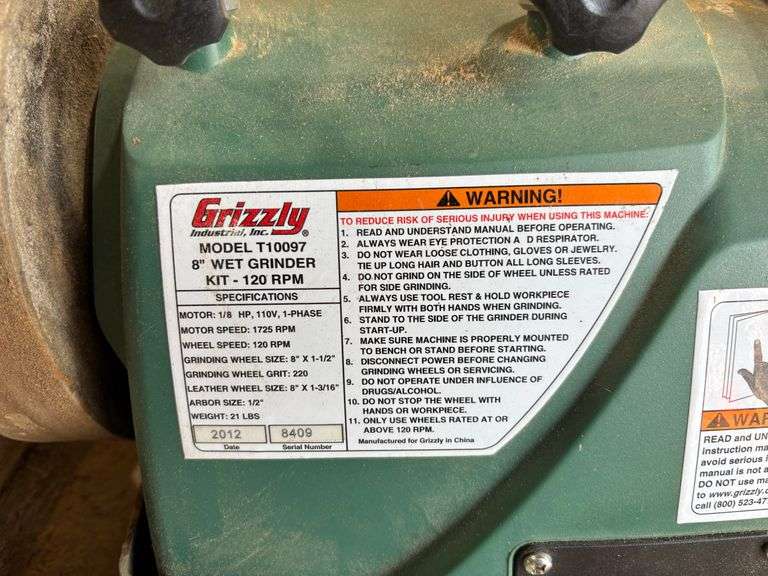 Grizzly
Industrial, Inc.®
MODEL T10097
8" WET GRINDER
KIT - 120 RPM
SPECIFICATIONS
MOTOR: 1/8 HP, 110V, 1-PHASE
MOTOR SPEED: 1725 RPM
WHEEL SPEED: 120 RPM
GRINDING WHEEL SIZE: 8" X 1-1/2"
GRINDING WHEEL GRIT: 220
LEATHER WHEEL SIZE: 8" X 1-3/16"
ARBOR SIZE: 1/2"
WEIGHT: 21 LBS
2012 8409
Date Serial Number
WARNING!
TO REDUCE RISK OF SERIOUS INJURY WHEN USING THIS MACHINE:
1. READ AND UNDERSTAND MANUAL BEFORE OPERATING.
2. ALWAYS WEAR EYE PROTECTION A D RESPIRATOR.
3. DO NOT WEAR LOOSE CLOTHING, GLOVES OR JEWELRY.
TIE UP LONG HAIR AND BUTTON ALL LONG SLEEVES.
4. DO NOT GRIND ON THE SIDE OF WHEEL UNLESS RATED
FOR SIDE GRINDING.
5. ALWAYS USE TOOL REST & HOLD WORKPIECE
FIRMLY WITH BOTH HANDS WHEN GRINDING.
6. STAND TO THE SIDE OF THE GRINDER DURING
START-UP.
7. MAKE SURE MACHINE IS PROPERLY MOUNTED
TO BENCH OR STAND BEFORE STARTING.
8. DISCONNECT POWER BEFORE CHANGING
GRINDING WHEELS OR SERVICING.
9. DO NOT OPERATE UNDER INFLUENCE OF
DRUGS/ALCOHOL.
10. DO NOT STOP THE WHEEL WITH
HANDS OR WORKPIECE.
11. ONLY USE WHEELS RATED AT OR
ABOVE 120 RPM.
Manufactured for Grizzly in China
WAR
READ and UN
instruction ma
avoid serious i
manual is not a
DO NOT use ma
to www.grizzly.c
call (800) 523-47